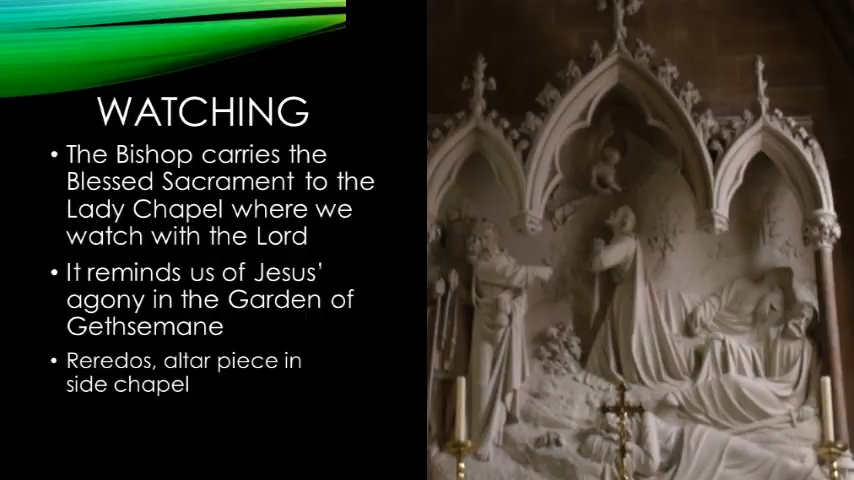 WATCHING
• The Bishop carries the
Blessed Sacrament to the
Lady Chapel where we
watch with the Lord
• It reminds us of Jesus'
agony in the Garden of
Gethsemane
• Reredos, altar piece in
side chapel